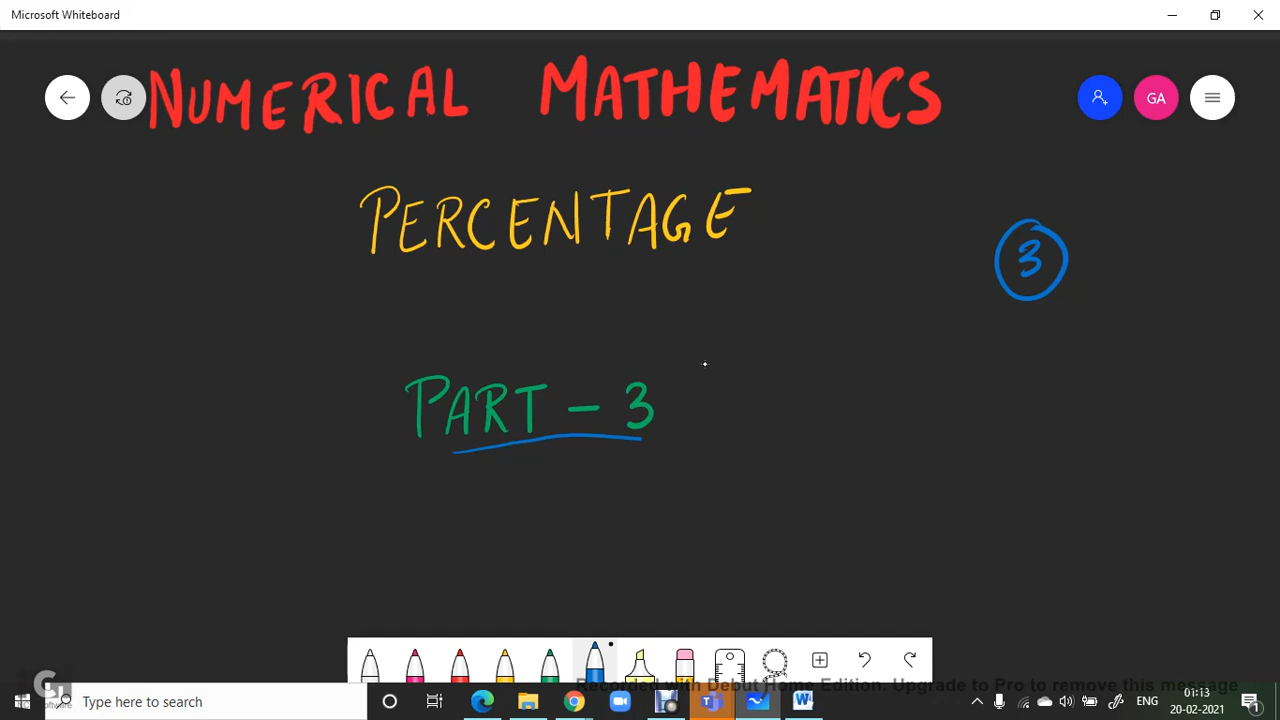 Microsoft Whiteboard
NUMERICAL MATHEMATICS
GA
PERCENTAGE
3
PART - 3
Recorded with Debut Home Edition. Upgrade to Pro to remove this message
Type here to search
ENG
01:13
20-02-2021
1